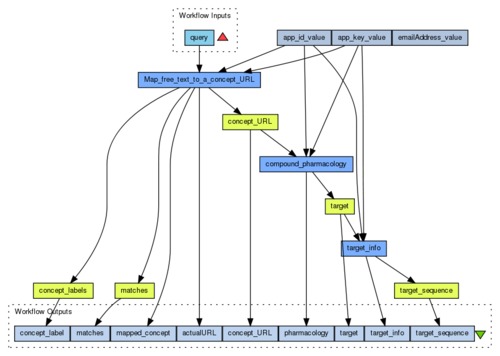 Workflow Inputs
query
app_id_value
app_key_value
emailAddress_value
Map_free_text_to_a_concept_URL
concept_URL
compound_pharmacology
target
target_info
concept_labels
matches
target_sequence
Workflow Outputs
concept_label
matches
mapped_concept
actualURL
concept_URL
pharmacology
target
target_info
target_sequence